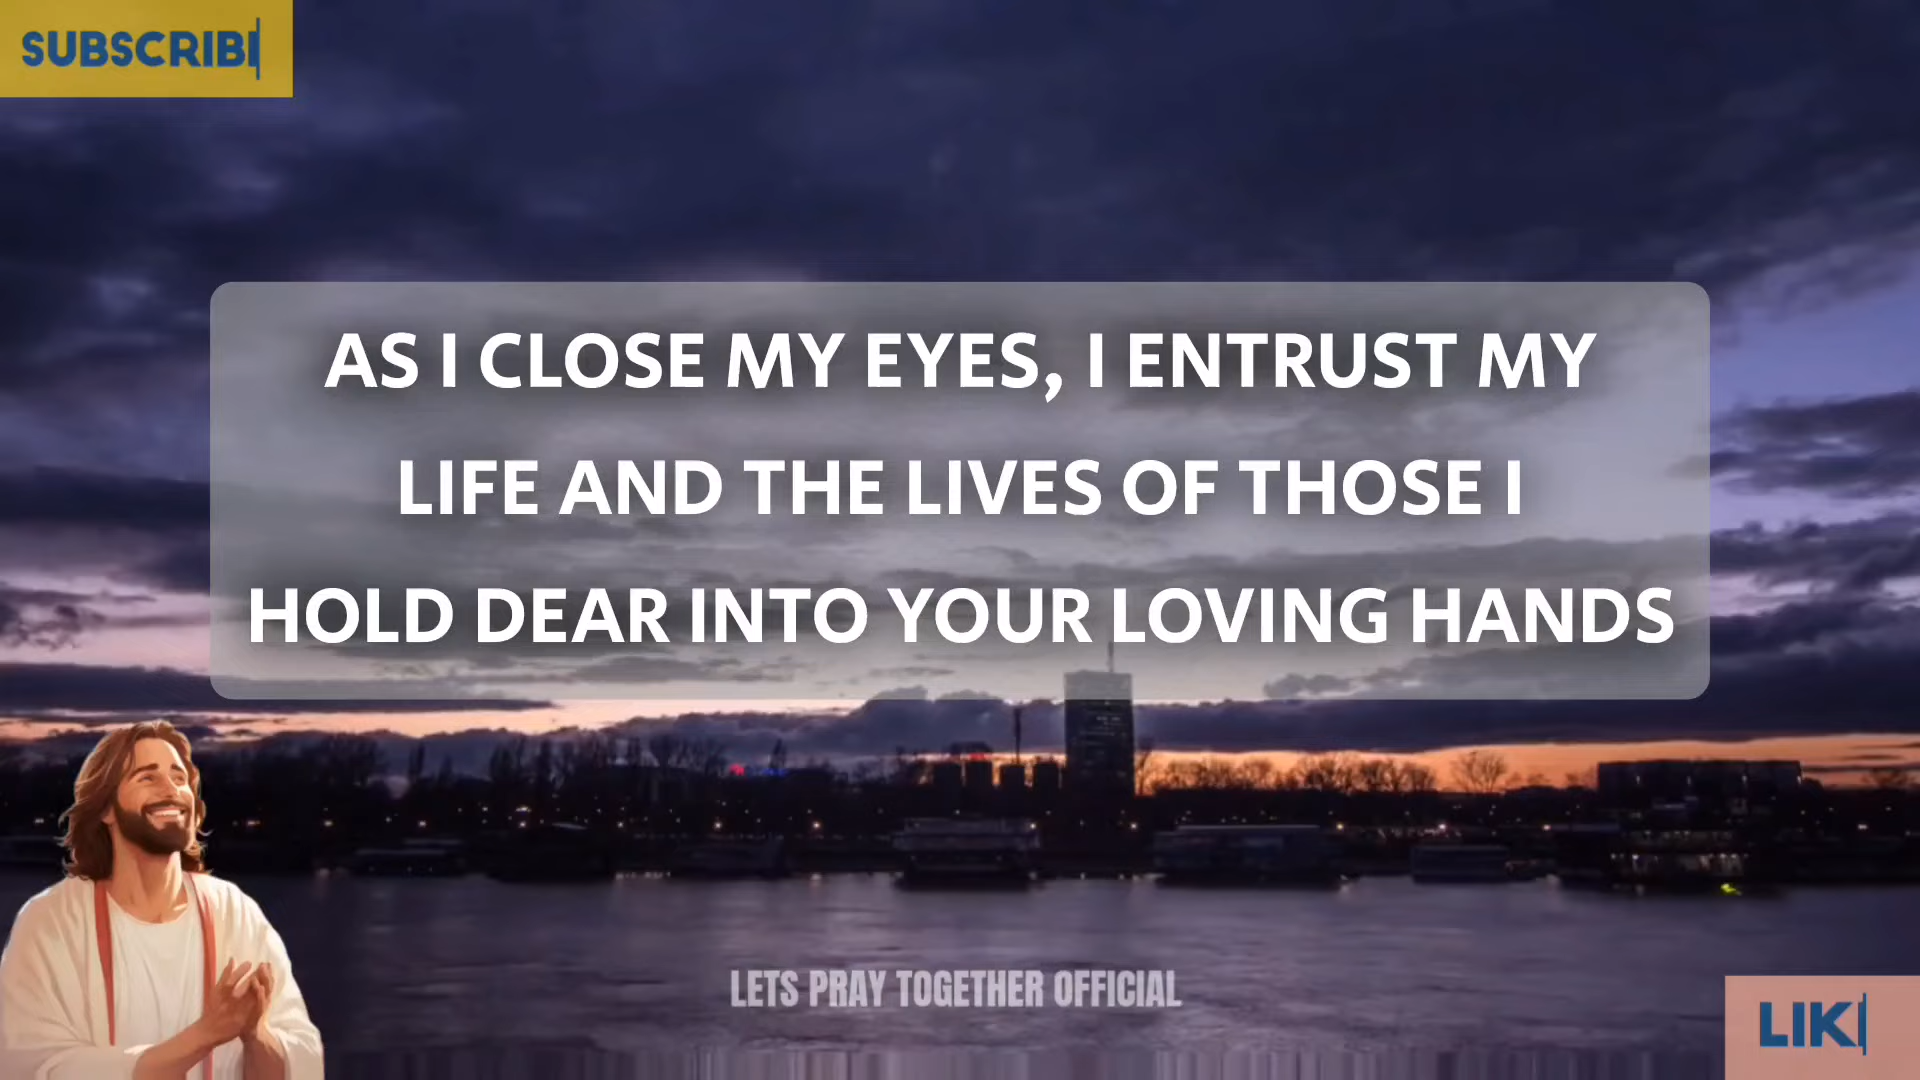 SUBSCRIB
AS I CLOSE MY EYES, I ENTRUST MY
LIFE AND THE LIVES OF THOSE I
HOLD DEAR INTO YOUR LOVING HANDS
LETS PRAY TOGETHER OFFICIAL
LIK